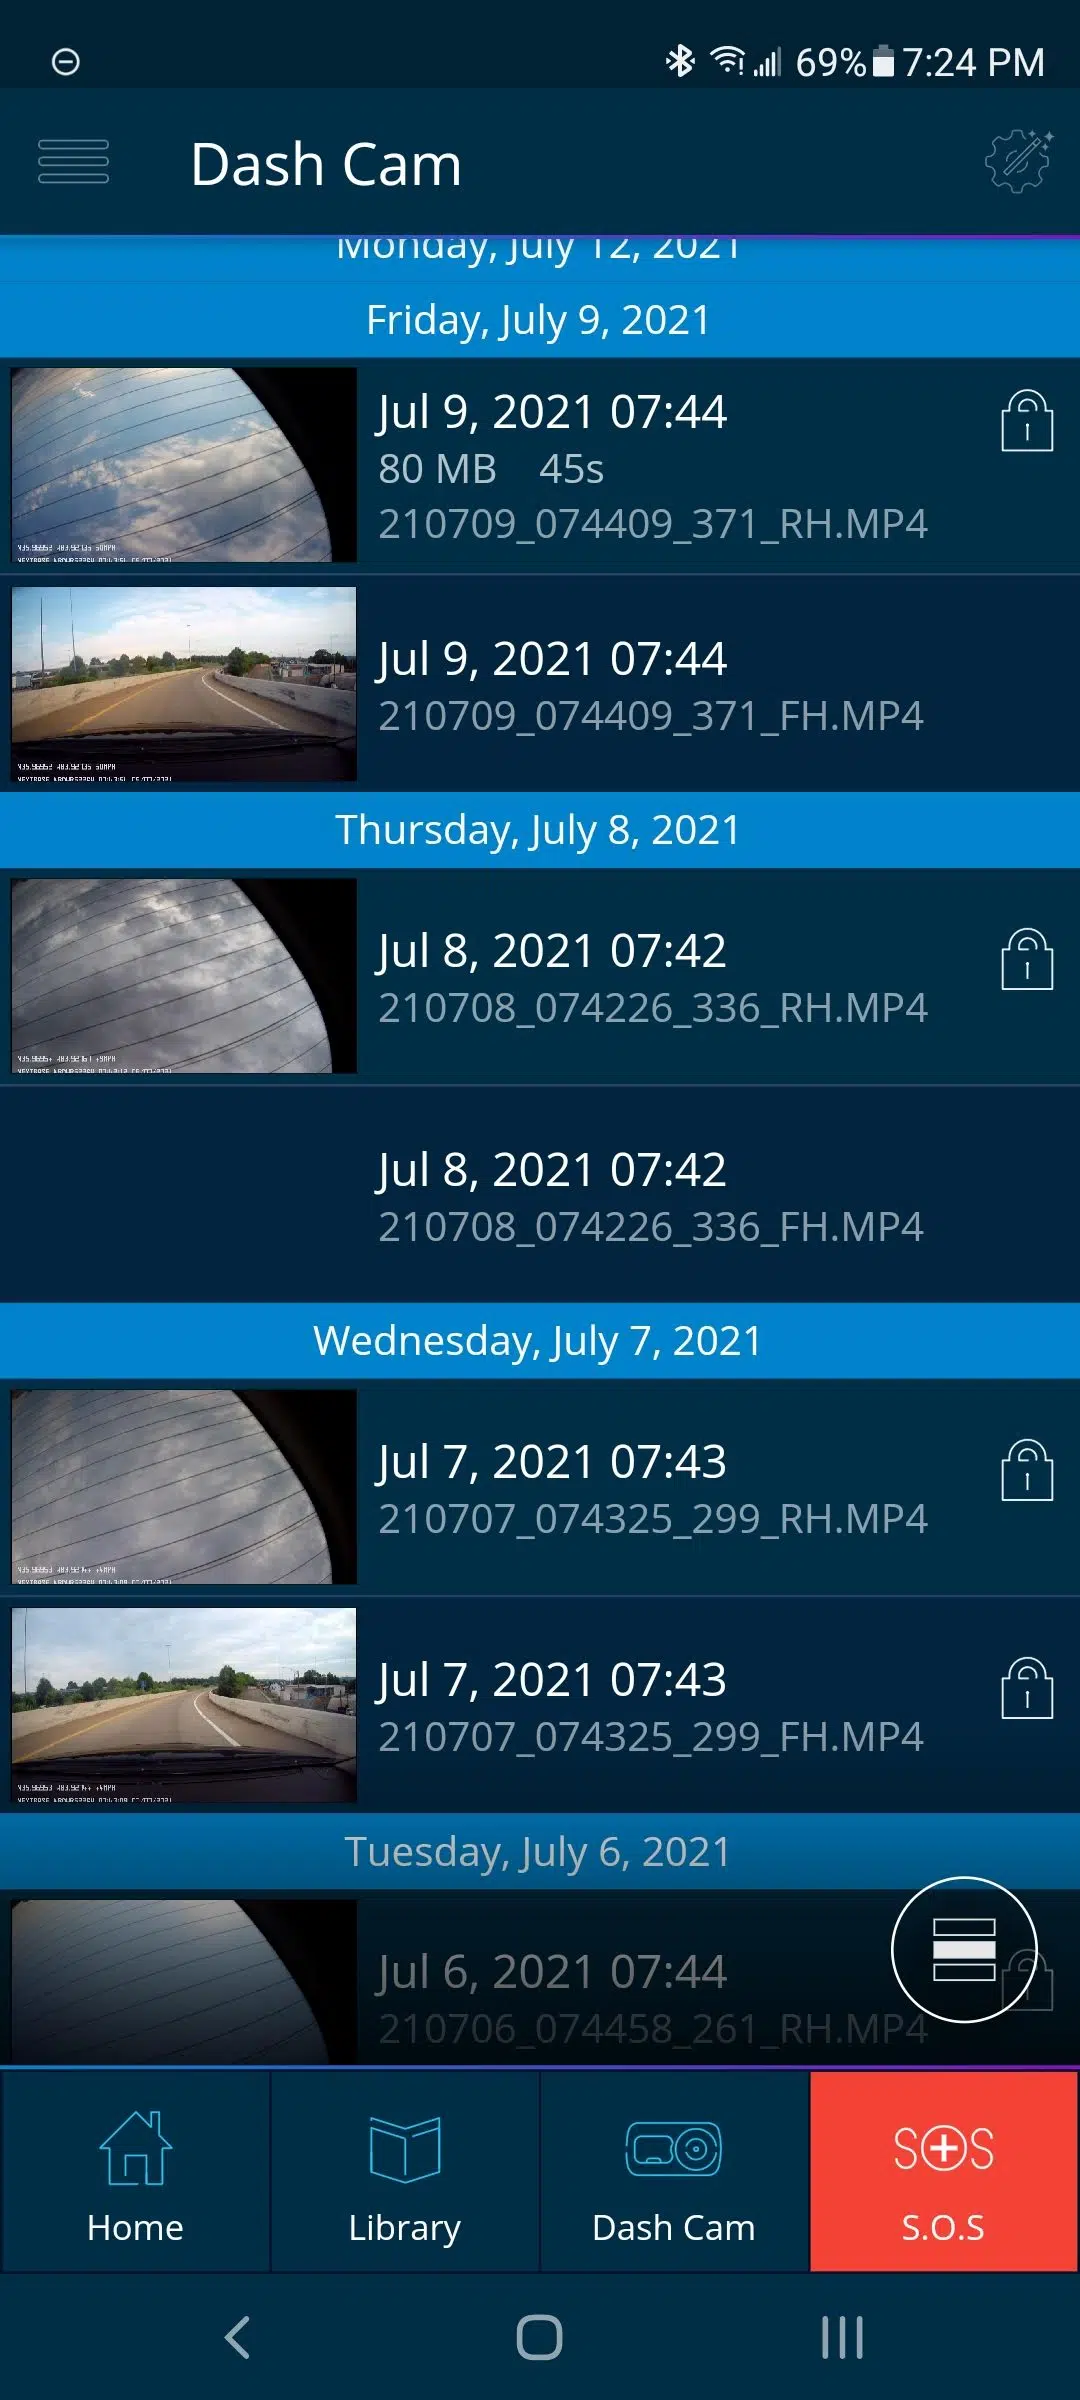 69% 7:24 PM
Dash Cam
Monday, July 12, 2021
Friday, July 9, 2021
Jul 9, 2021 07:44
80 MB 45s
210709_074409_371_RH.MP4
Jul 9, 2021 07:44
210709_074409_371_FH.MP4
Thursday, July 8, 2021
Jul 8, 2021 07:42
210708_074226_336_RH.MP4
Jul 8, 2021 07:42
210708_074226_336_FH.MP4
Wednesday, July 7, 2021
Jul 7, 2021 07:43
210707_074325_299_RH.MP4
Jul 7, 2021 07:43
210707_074325_299_FH.MP4
Tuesday, July 6, 2021
Jul 6, 2021 07:44
210706_074458_261_RH.MP4
SOS
Home Library Dash Cam S.O.S